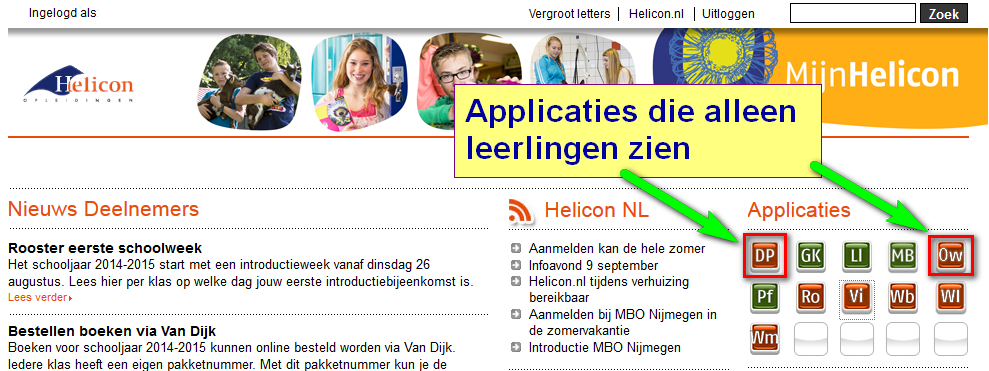 Ingelogd als
Vergroot letters | Helicon.nl | Uitloggen
Zoek
Helicon
OPLEIDINGEN
MijnHelicon
Applicaties die alleen
leerlingen zien
Nieuws Deelnemers
Rooster eerste schoolweek
Het schooljaar 2014-2015 start met een introductieweek vanaf dinsdag 26
augustus. Lees hier per klas op welke dag jouw eerste introductiebijeenkomst is.
Lees verder
Bestellen boeken via Van Dijk
Boeken voor schooljaar 2014-2015 kunnen online besteld worden via Van Dijk.
Iedere klas heeft een eigen pakketnummer. Met dit pakketnummer kun je de
Helicon NL
Aanmelden kan de hele zomer
Infoavond 9 september
Helicon.nl tijdens verhuizing
bereikbaar
Aanmelden bij MBO Nijmegen in
de zomervakantie
Introductie MBO Nijmegen
Applicaties
DP GK LI MB Ow
Pf Ro Vi Wb WI
Wm